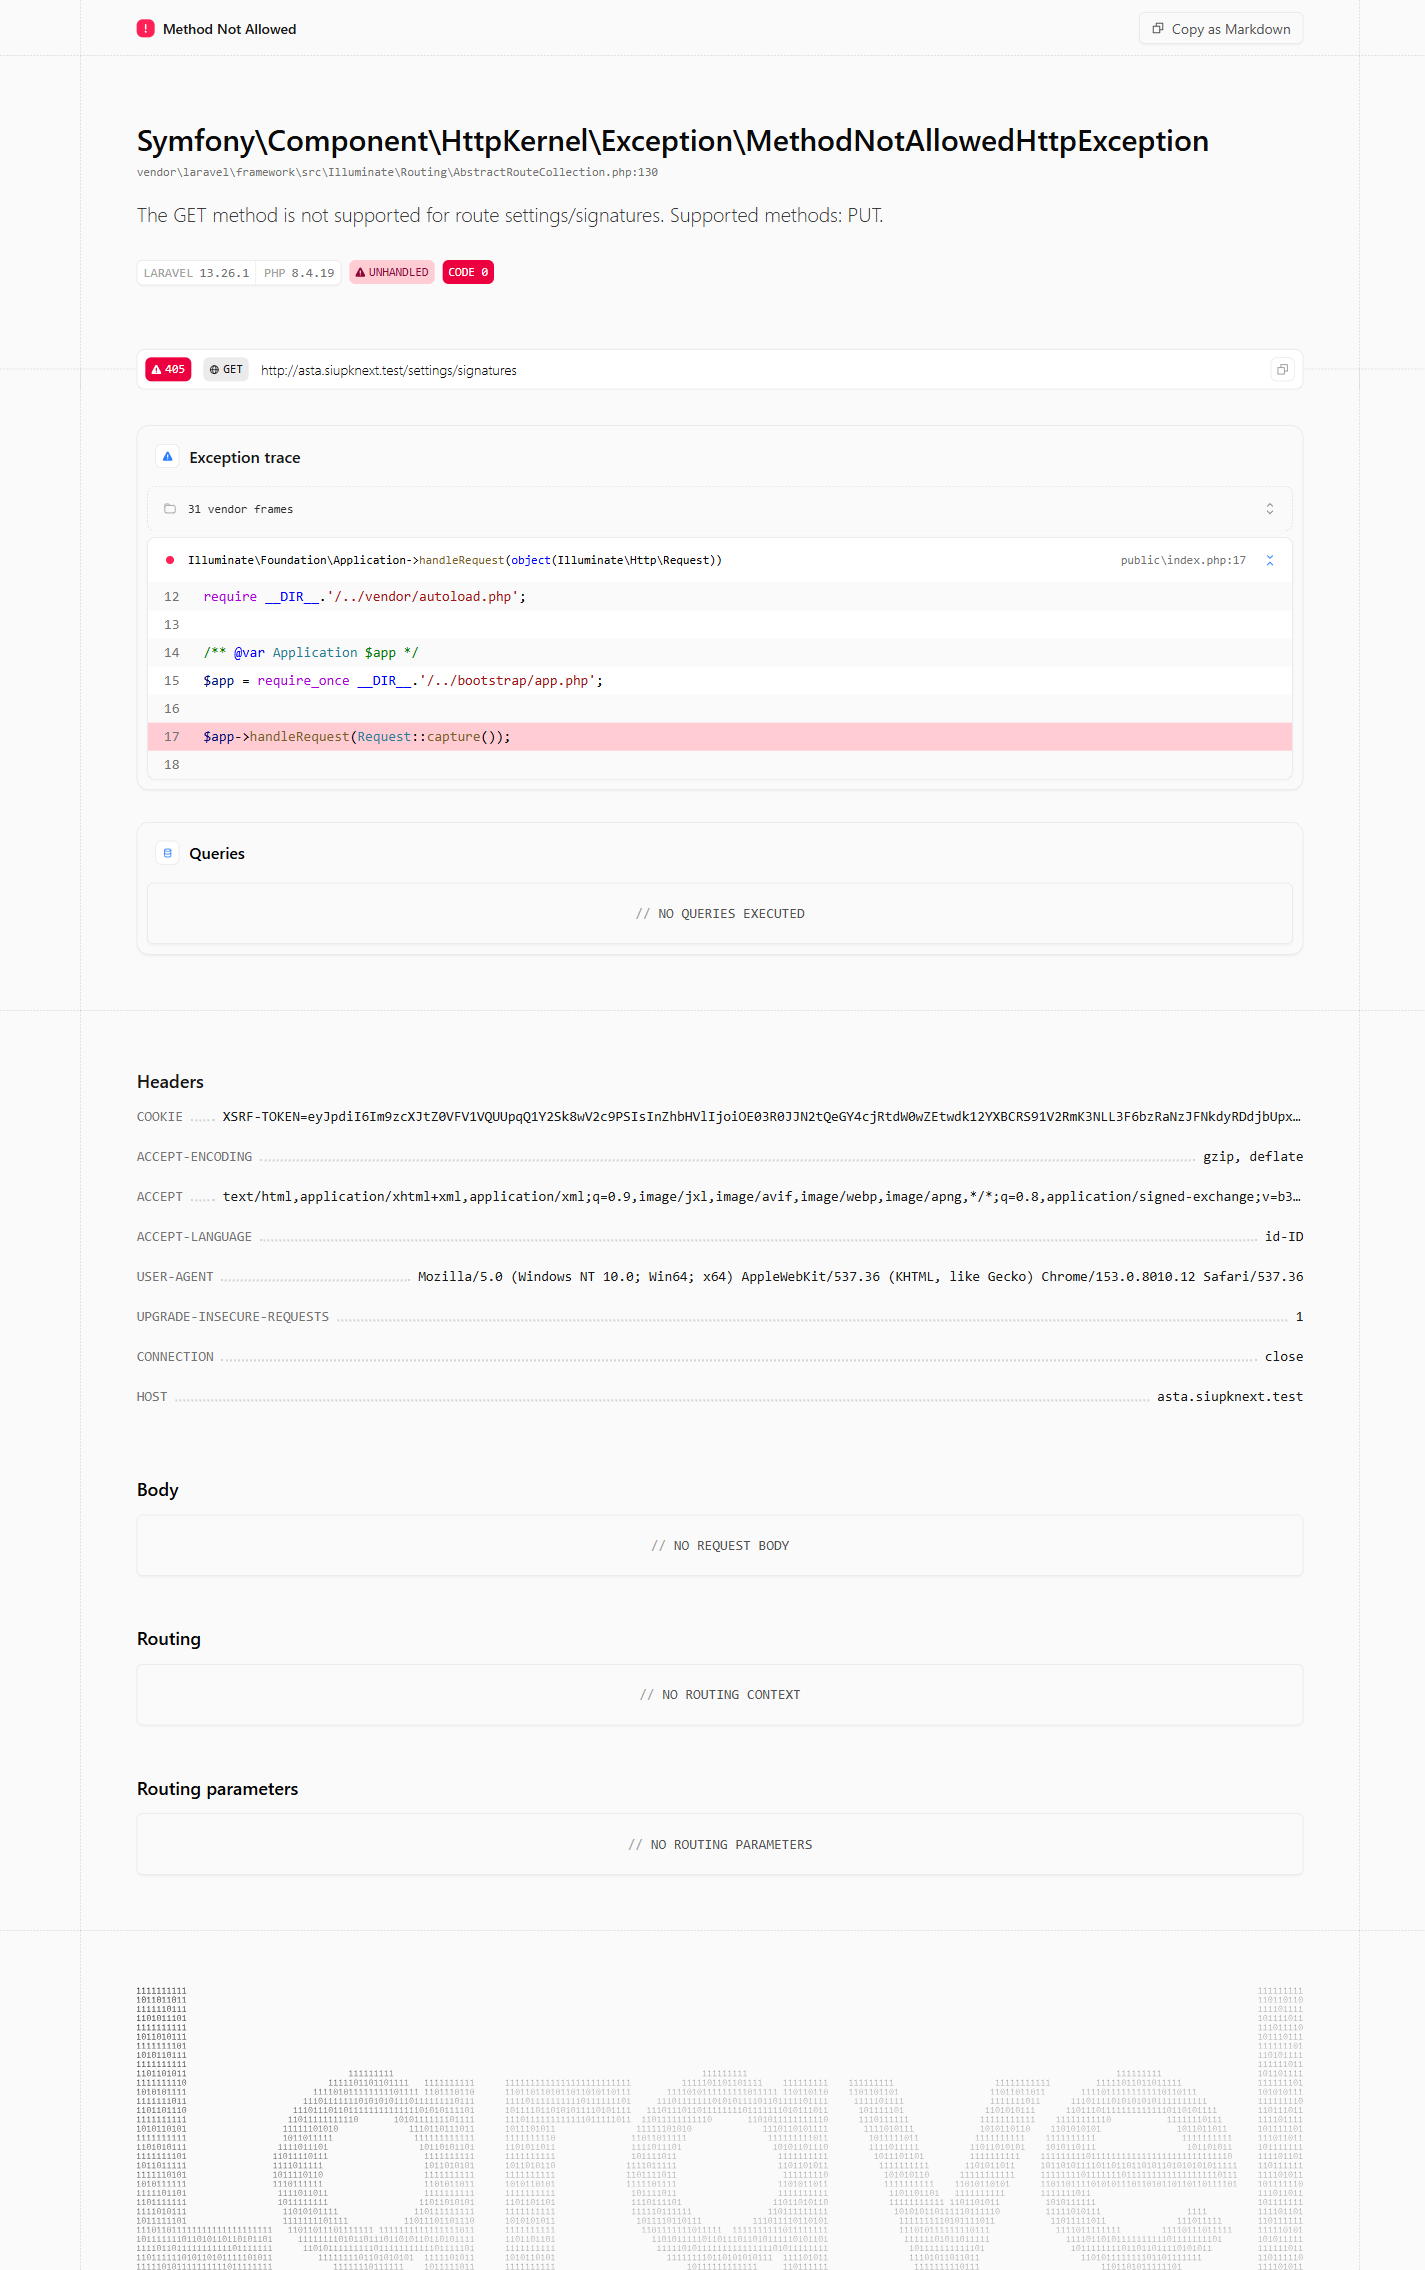 Method Not Allowed
Copy as Markdown
Symfony\Component\HttpKernel\Exception\MethodNotAllowedHttpException
vendor\laravel\framework\src\Illuminate\Routing\AbstractRouteCollection.php:130
The GET method is not supported for route settings/signatures. Supported methods: PUT.
LARAVEL 13.26.1 PHP 8.4.19 UNHANDLED CODE 0
405 GET http://asta.siupknext.test/settings/signatures
Exception trace
31 vendor frames
Illuminate\Foundation\Application->handleRequest(object(Illuminate\Http\Request)) public\index.php:17
12 require __DIR__.'/../vendor/autoload.php';
13
14 /** @var Application $app */
15 $app = require_once __DIR__.'/../bootstrap/app.php';
16
17 $app->handleRequest(Request::capture());
18
Queries
// NO QUERIES EXECUTED
Headers
COOKIE
ACCEPT-ENCODING gzip, deflate
ACCEPT text/html,application/xhtml+xml,application/xml;q=0.9,image/jxl,image/avif,image/webp,image/apng,*/*;q=0.8,application/signed-exchange;v=b3…
ACCEPT-LANGUAGE id-ID
USER-AGENT Mozilla/5.0 (Windows NT 10.0; Win64; x64) AppleWebKit/537.36 (KHTML, like Gecko) Chrome/153.0.8010.12 Safari/537.36
UPGRADE-INSECURE-REQUESTS 1
CONNECTION close
HOST asta.siupknext.test
Body
// NO REQUEST BODY
Routing
// NO ROUTING CONTEXT
Routing parameters
// NO ROUTING PARAMETERS